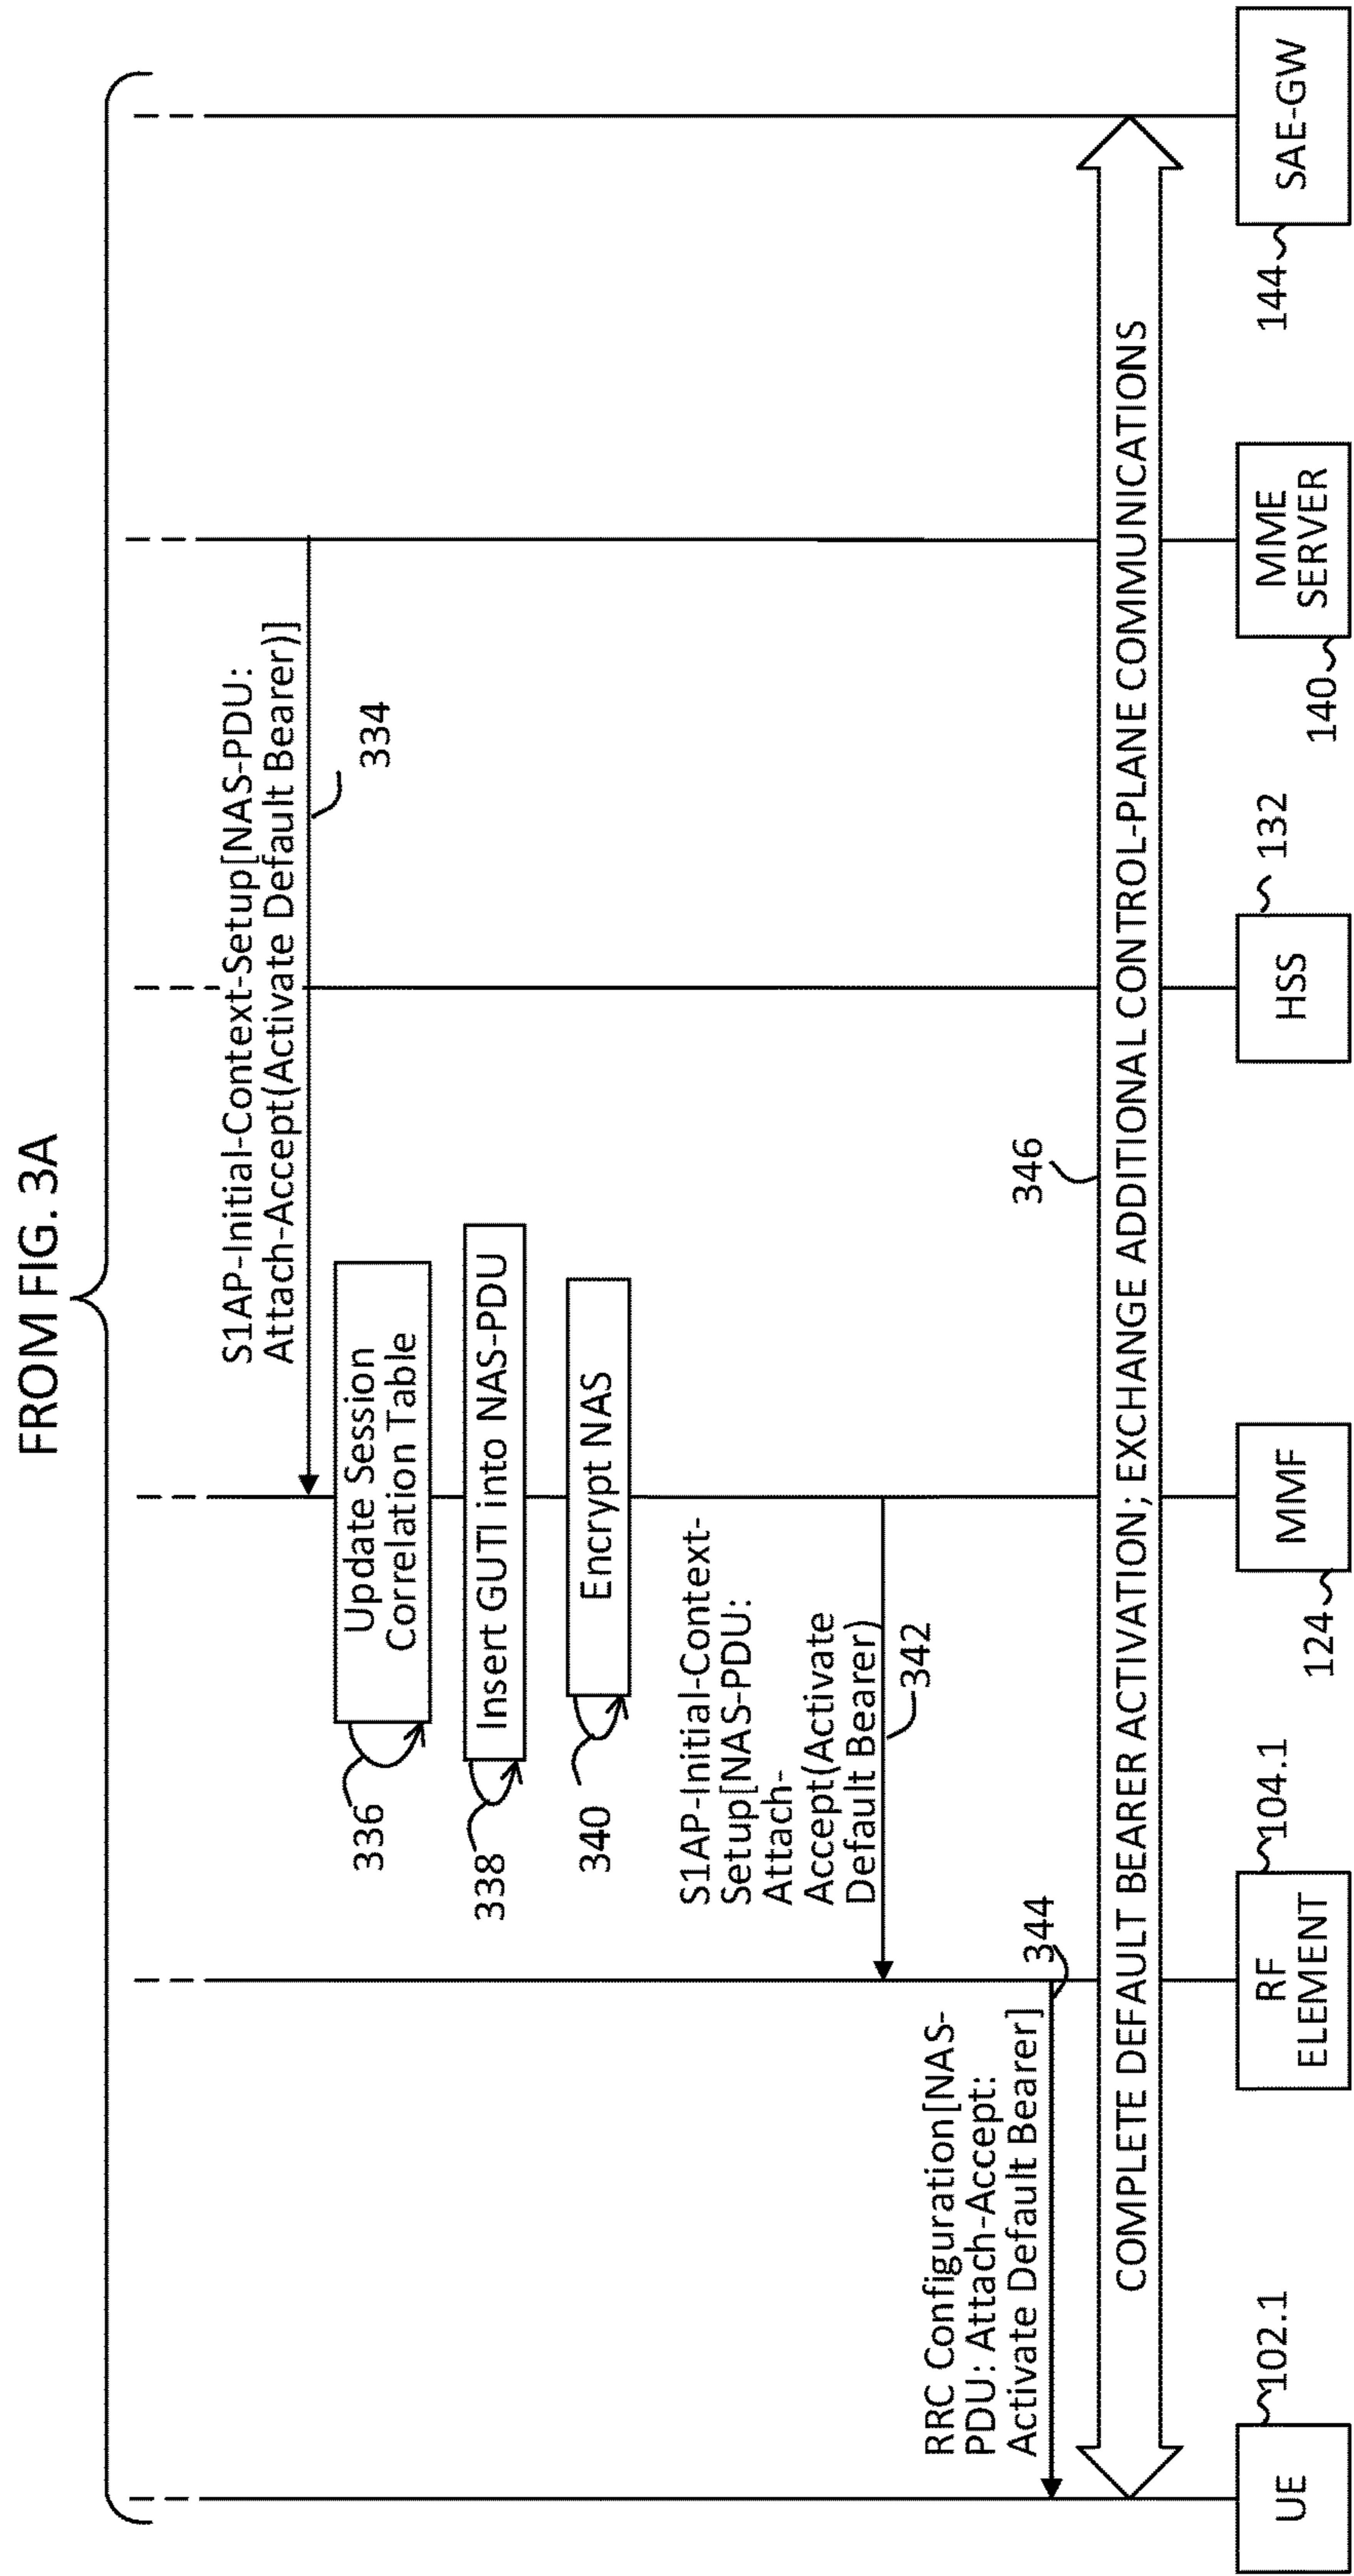 FROM FIG. 3A
S1AP-Initial-Context-Setup[NAS-PDU:
Attach-Accept(Activate Default Bearer)]
334
Update Session
Correlation Table
336
Insert GUTI into NAS-PDU
338
Encrypt NAS
340
S1AP-Initial-Context-
Setup[NAS-PDU:
Attach-
Accept(Activate
Default Bearer)
342
RRC Configuration[NAS-
PDU: Attach-Accept:
Activate Default Bearer]
344
346
COMPLETE DEFAULT BEARER ACTIVATION; EXCHANGE ADDITIONAL CONTROL-PLANE COMMUNICATIONS
UE
102.1
RF
ELEMENT
104.1
MMF
124
HSS
132
MME
SERVER
140
SAE-GW
144